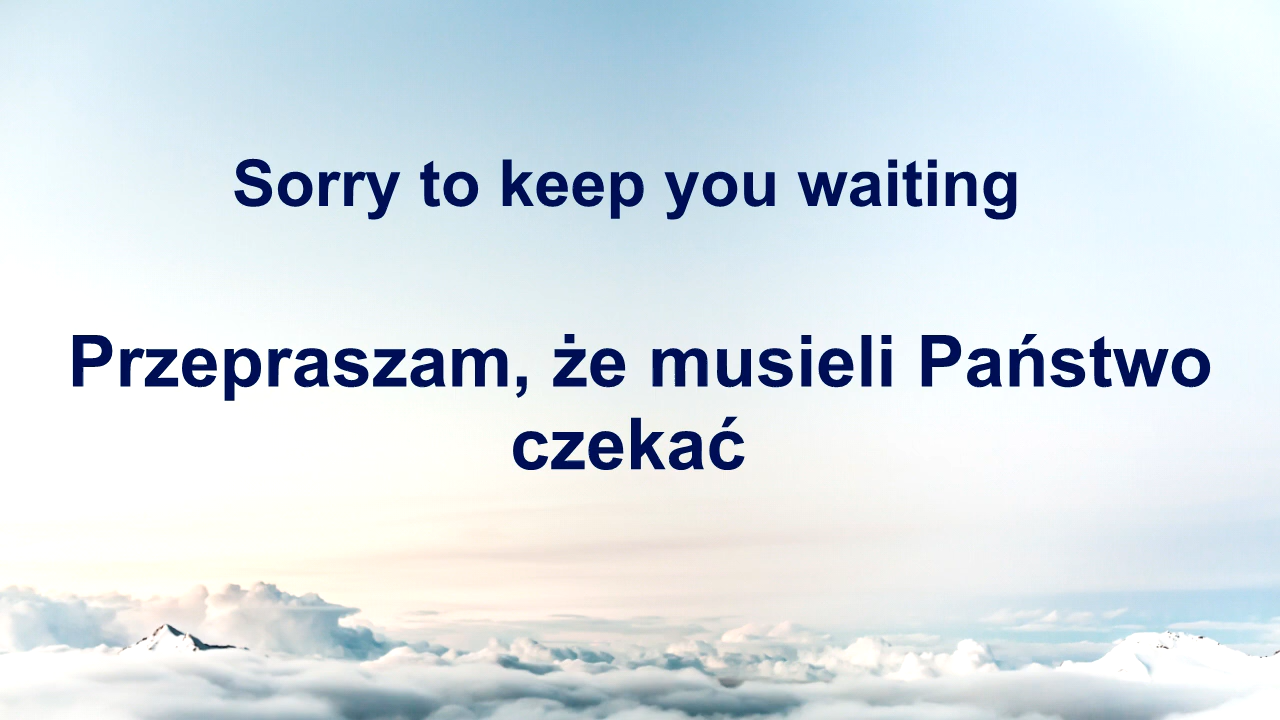 Sorry to keep you waiting
Przepraszam, że musieli Państwo
czekać